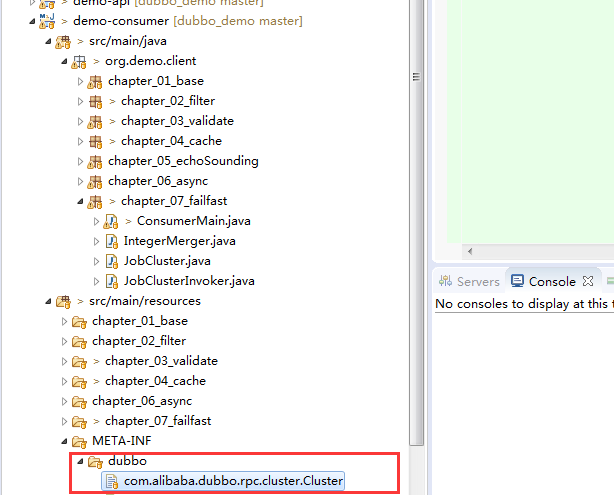 demo-api [dubbo_demo master]
demo-consumer [dubbo_demo master]
src/main/java
org.demo.client
chapter_01_base
> chapter_02_filter
> chapter_03_validate
> chapter_04_cache
chapter_05_echoSounding
chapter_06_async
> chapter_07_failfast
> ConsumerMain.java
IntegerMerger.java
JobCluster.java
JobClusterInvoker.java
> src/main/resources
chapter_01_base
chapter_02_filter
> chapter_03_validate
> chapter_04_cache
chapter_06_async
> chapter_07_failfast
META-INF
dubbo
com.alibaba.dubbo.rpc.cluster.Cluster
Servers Console
No consoles to display at this